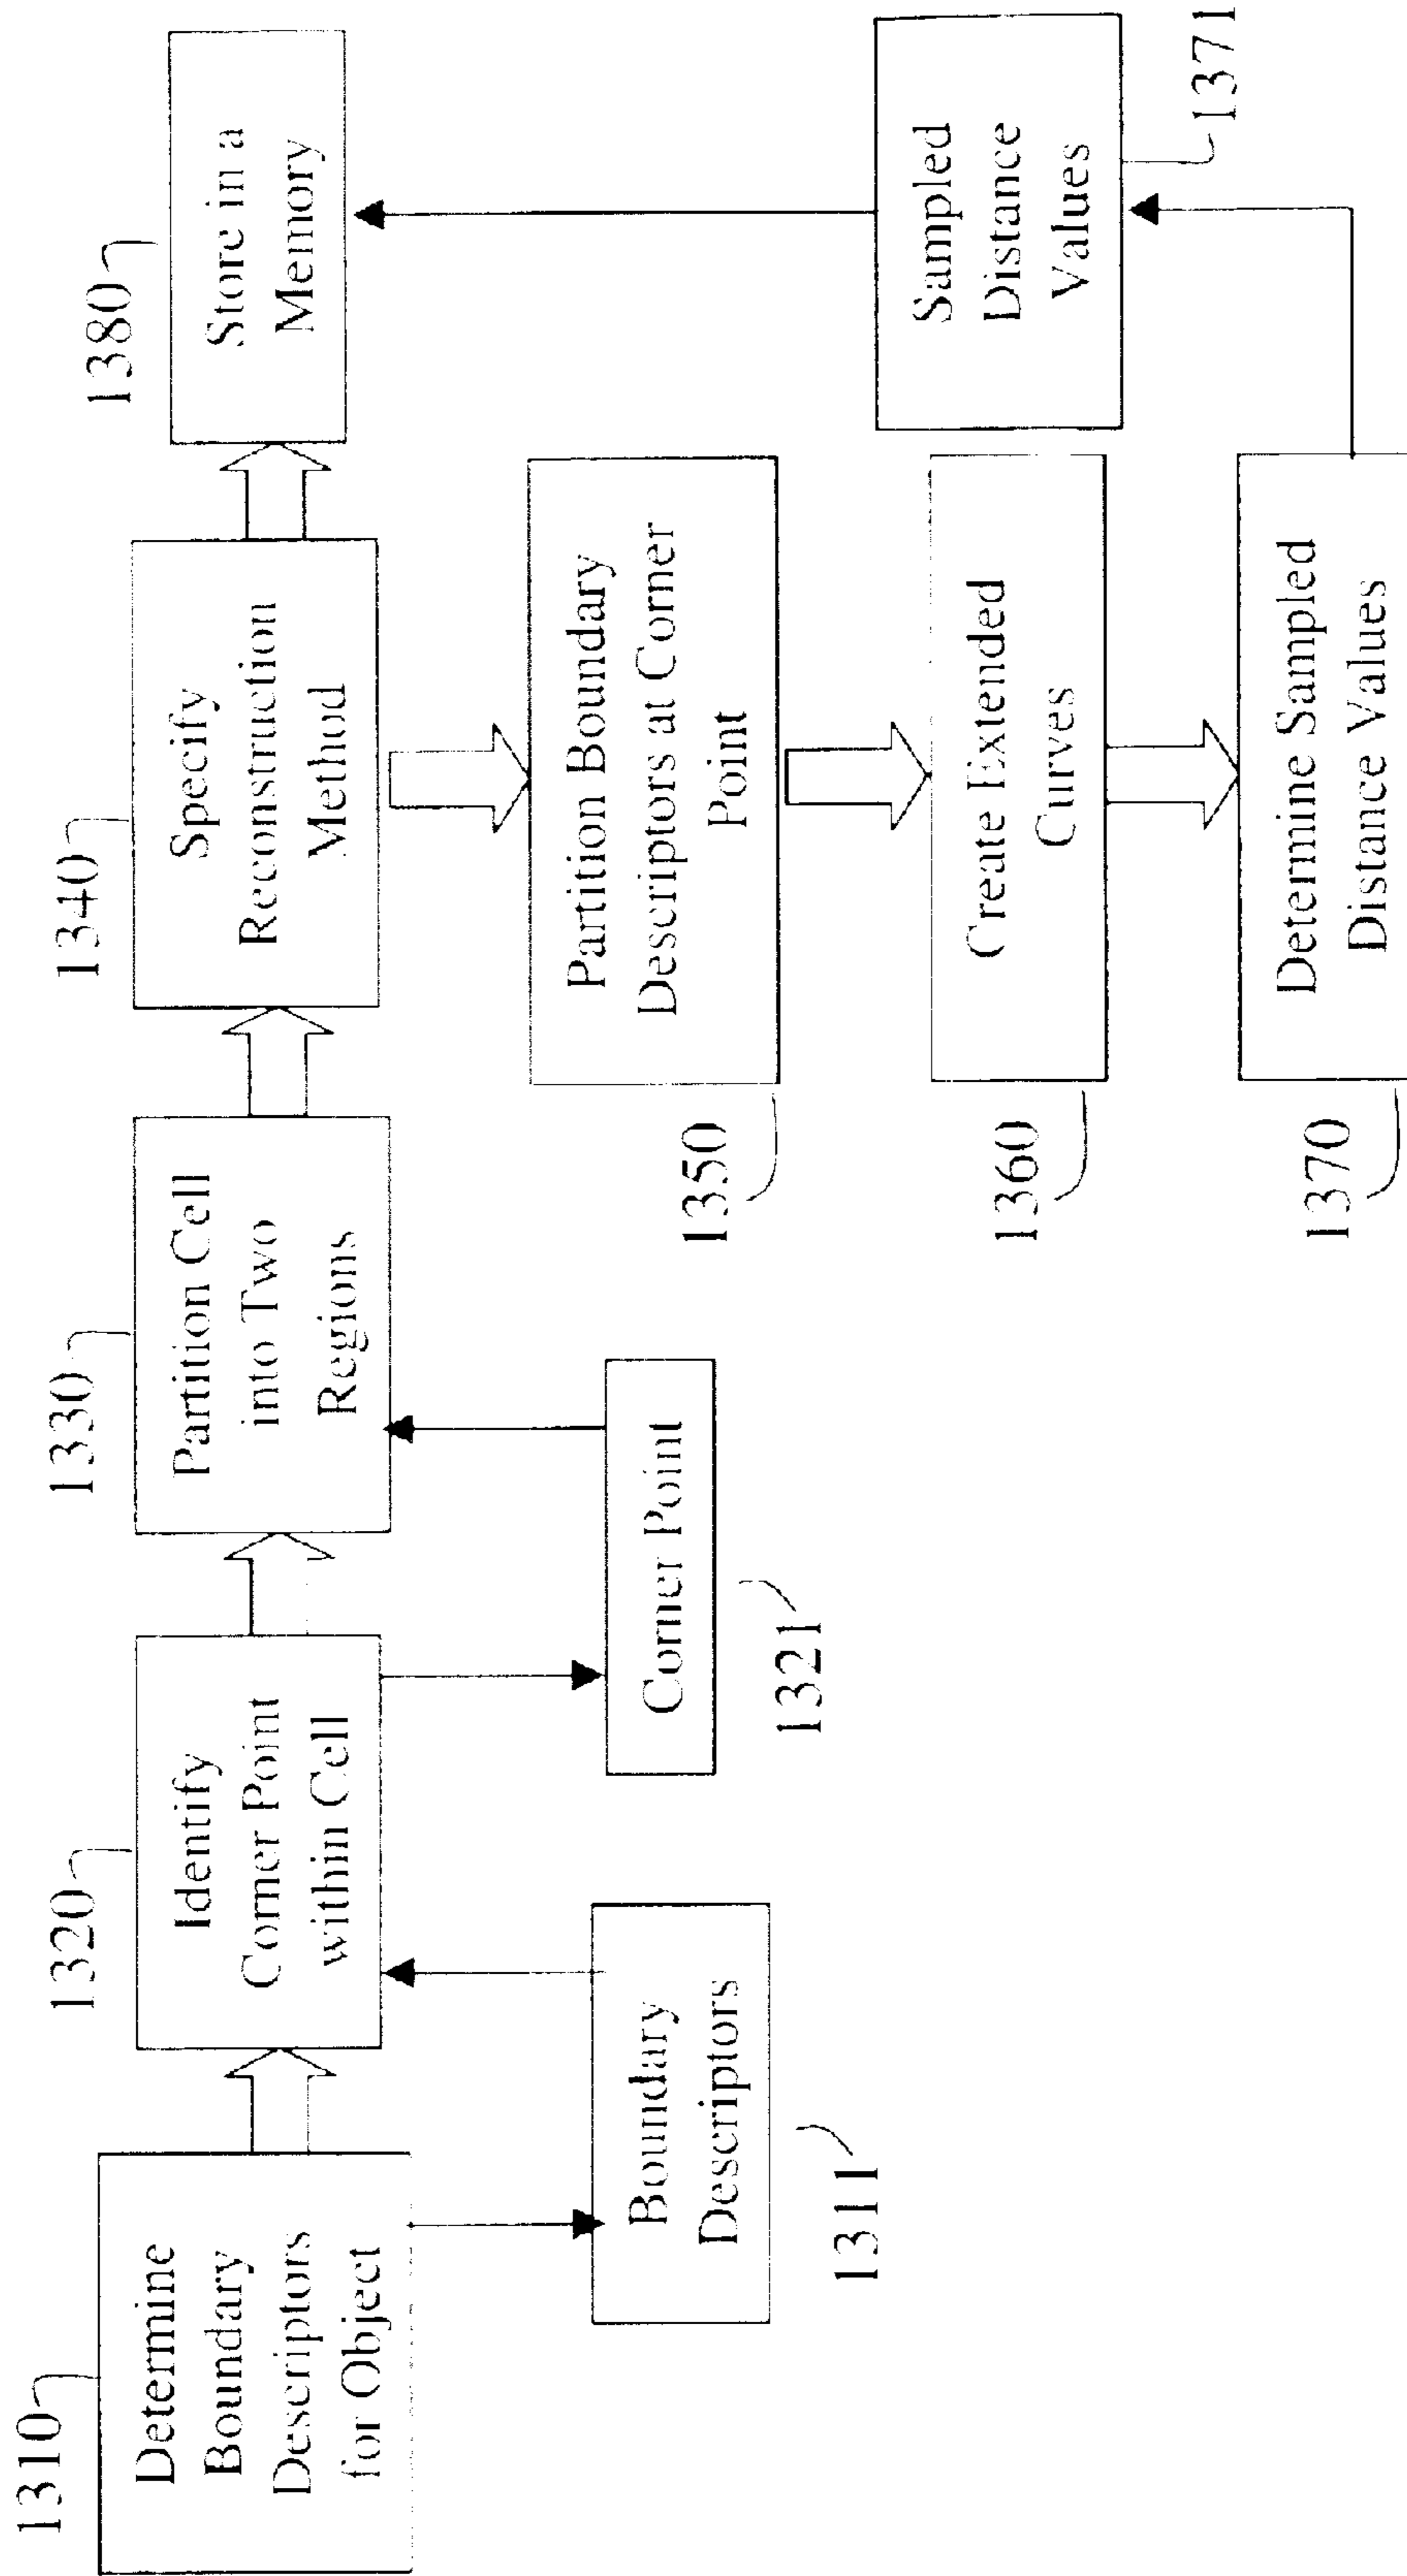 1310
Determine
Boundary
Descriptors
for Object
1320
Identify
Corner Point
within Cell
1330
Partition Cell
into Two
Regions
1340
Specify
Reconstruction
Method
1380
Store in a
Memory
Boundary
Descriptors
1311
Corner Point
1321
Partition Boundary
Descriptors at Corner
Point
1350
Create Extended
Curves
1360
Determine Sampled
Distance Values
1370
Sampled
Distance
Values
1371